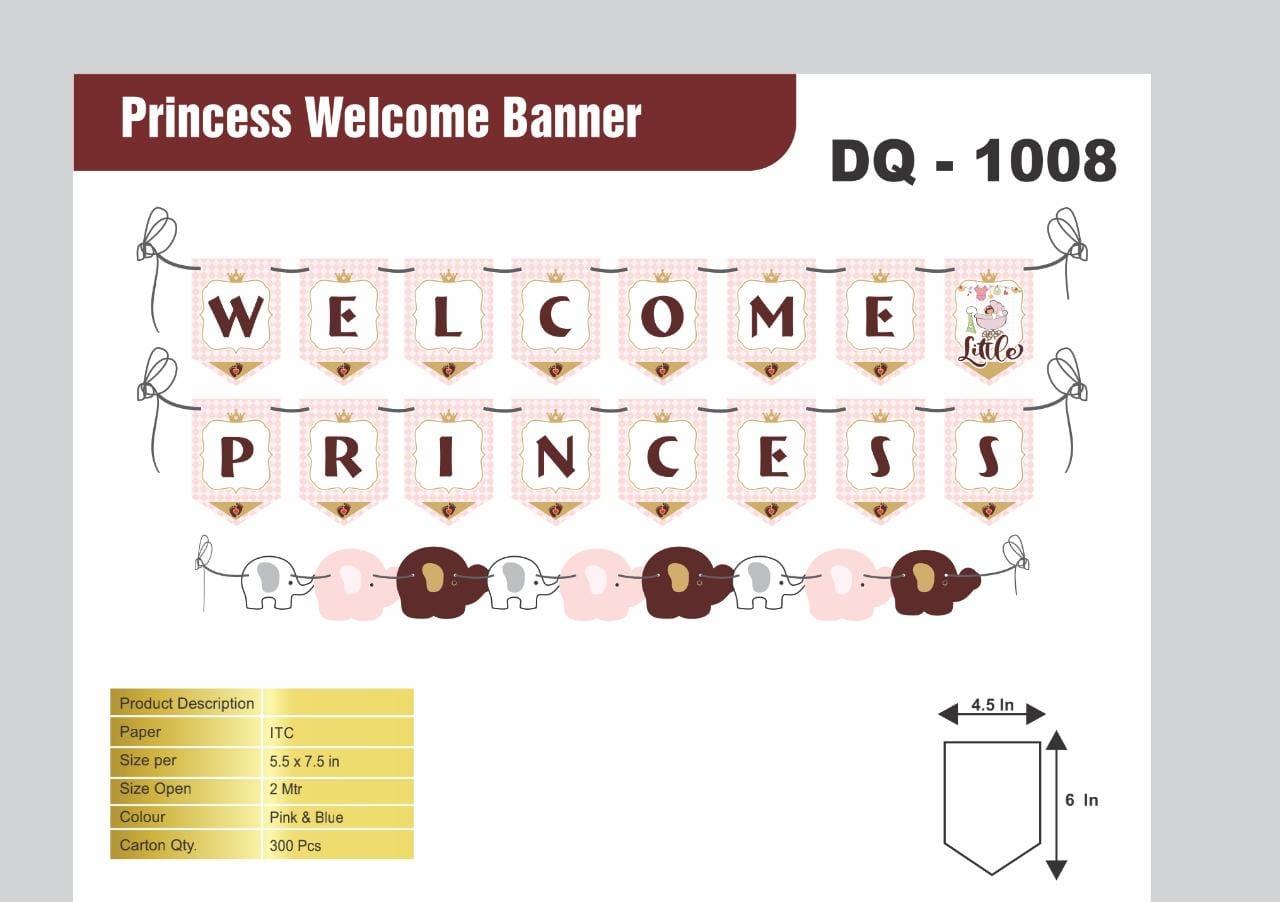 Princess Welcome Banner
DQ - 1008
W E L C O M E Little
P R I N C E S S
Product Description
Paper ITC
Size per 5.5 x 7.5 in
Size Open 2 Mtr
Colour Pink & Blue
Carton Qty. 300 Pcs
4.5 In
6 In